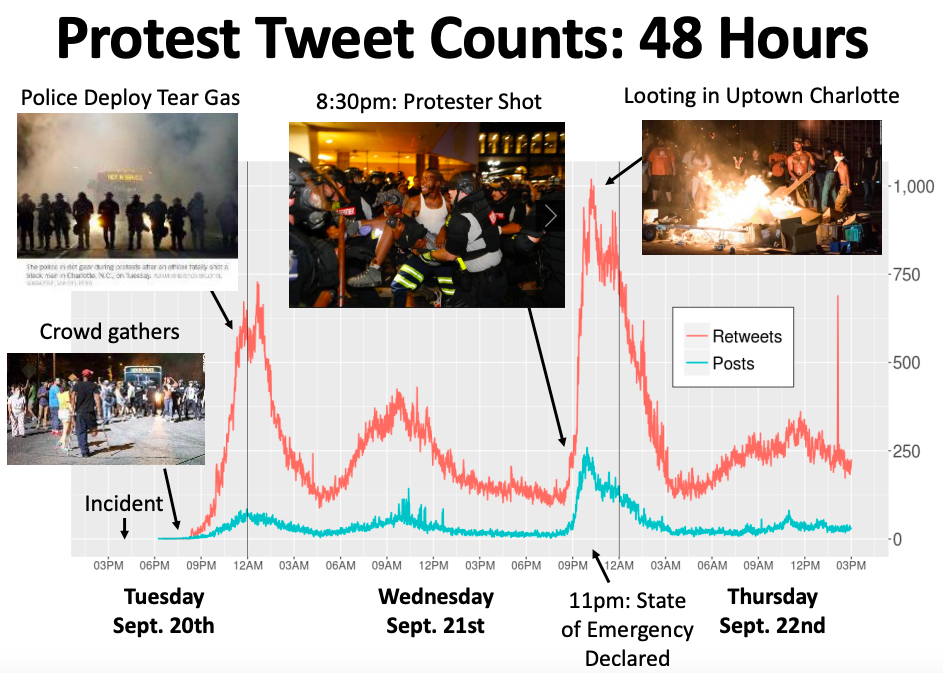 Protest Tweet Counts: 48 Hours
Police Deploy Tear Gas
8:30pm: Protester Shot
Looting in Uptown Charlotte
NOT IN SERVICE
The police in riot gear during protests after an officer fatally shot a
black man in Charlotte, N.C., on Tuesday.
Crowd gathers
Incident
1,000
750
500
250
0
Retweets
Posts
03PM 06PM 09PM 12AM 03AM 06AM 09AM 12PM 03PM 06PM 09PM 12AM 03AM 06AM 09AM 12PM 03PM
Tuesday
Sept. 20th
Wednesday
Sept. 21st
11pm: State
of Emergency
Declared
Thursday
Sept. 22nd